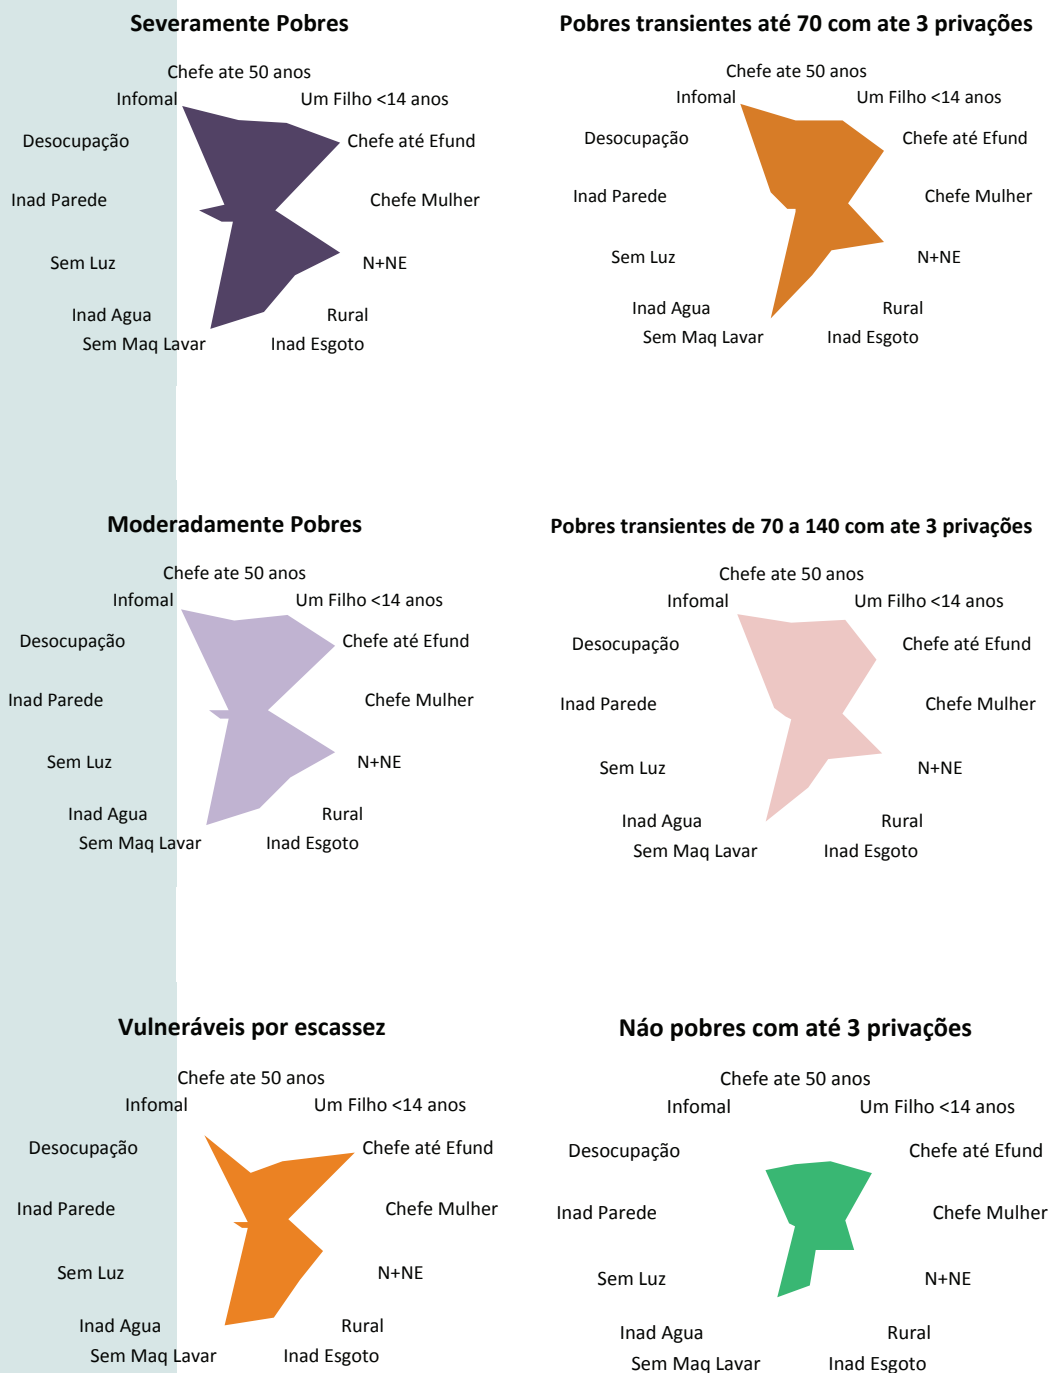 Severamente Pobres
Chefe ate 50 anos
Infomal
Um Filho <14 anos
Desocupação
Chefe até Efund
Inad Parede
Chefe Mulher
Sem Luz
N+NE
Inad Agua
Rural
Sem Maq Lavar
Inad Esgoto
Pobres transientes até 70 com ate 3 privações
Chefe ate 50 anos
Infomal
Um Filho <14 anos
Desocupação
Chefe até Efund
Inad Parede
Chefe Mulher
Sem Luz
N+NE
Inad Agua
Rural
Sem Maq Lavar
Inad Esgoto
Moderadamente Pobres
Chefe ate 50 anos
Infomal
Um Filho <14 anos
Desocupação
Chefe até Efund
Inad Parede
Chefe Mulher
Sem Luz
N+NE
Inad Agua
Rural
Sem Maq Lavar
Inad Esgoto
Pobres transientes de 70 a 140 com ate 3 privações
Chefe ate 50 anos
Infomal
Um Filho <14 anos
Desocupação
Chefe até Efund
Inad Parede
Chefe Mulher
Sem Luz
N+NE
Inad Agua
Rural
Sem Maq Lavar
Inad Esgoto
Vulneráveis por escassez
Chefe ate 50 anos
Infomal
Um Filho <14 anos
Desocupação
Chefe até Efund
Inad Parede
Chefe Mulher
Sem Luz
N+NE
Inad Agua
Rural
Sem Maq Lavar
Inad Esgoto
Náo pobres com até 3 privações
Chefe ate 50 anos
Infomal
Um Filho <14 anos
Desocupação
Chefe até Efund
Inad Parede
Chefe Mulher
Sem Luz
N+NE
Inad Agua
Rural
Sem Maq Lavar
Inad Esgoto